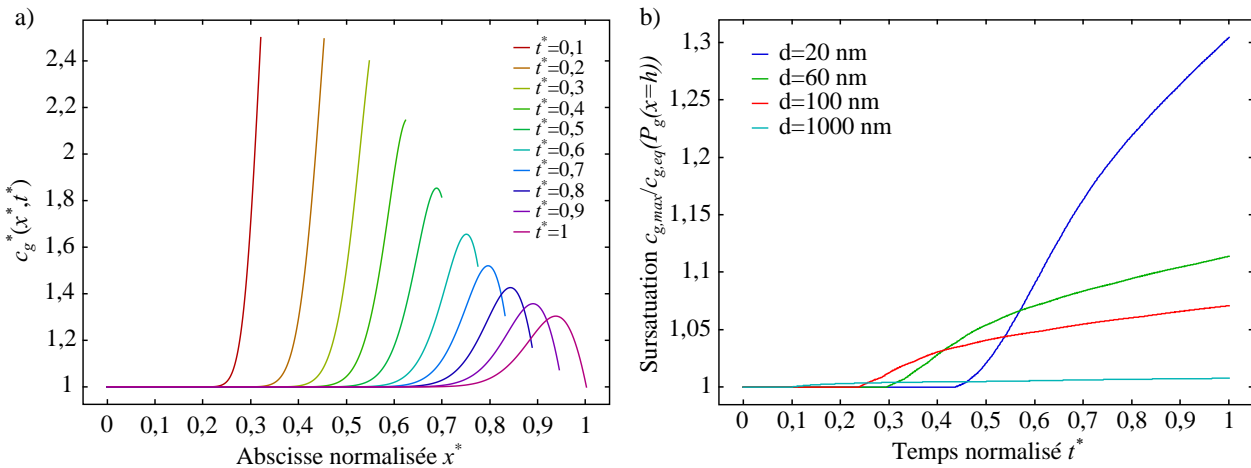 a)
c_g^*(x^*,t^*)
2,4
2,2
2
1,8
1,6
1,4
1,2
1
0
0,1
0,2
0,3
0,4
0,5
0,6
0,7
0,8
0,9
1
Abscisse normalisée x^*
t^*=0,1
t^*=0,2
t^*=0,3
t^*=0,4
t^*=0,5
t^*=0,6
t^*=0,7
t^*=0,8
t^*=0,9
t^*=1
b)
Sursatuation c_{g,max}/c_{g,eq}(P_g(x=h))
1,3
1,25
1,2
1,15
1,1
1,05
1
0
0,1
0,2
0,3
0,4
0,5
0,6
0,7
0,8
0,9
1
Temps normalisé t^*
d=20 nm
d=60 nm
d=100 nm
d=1000 nm